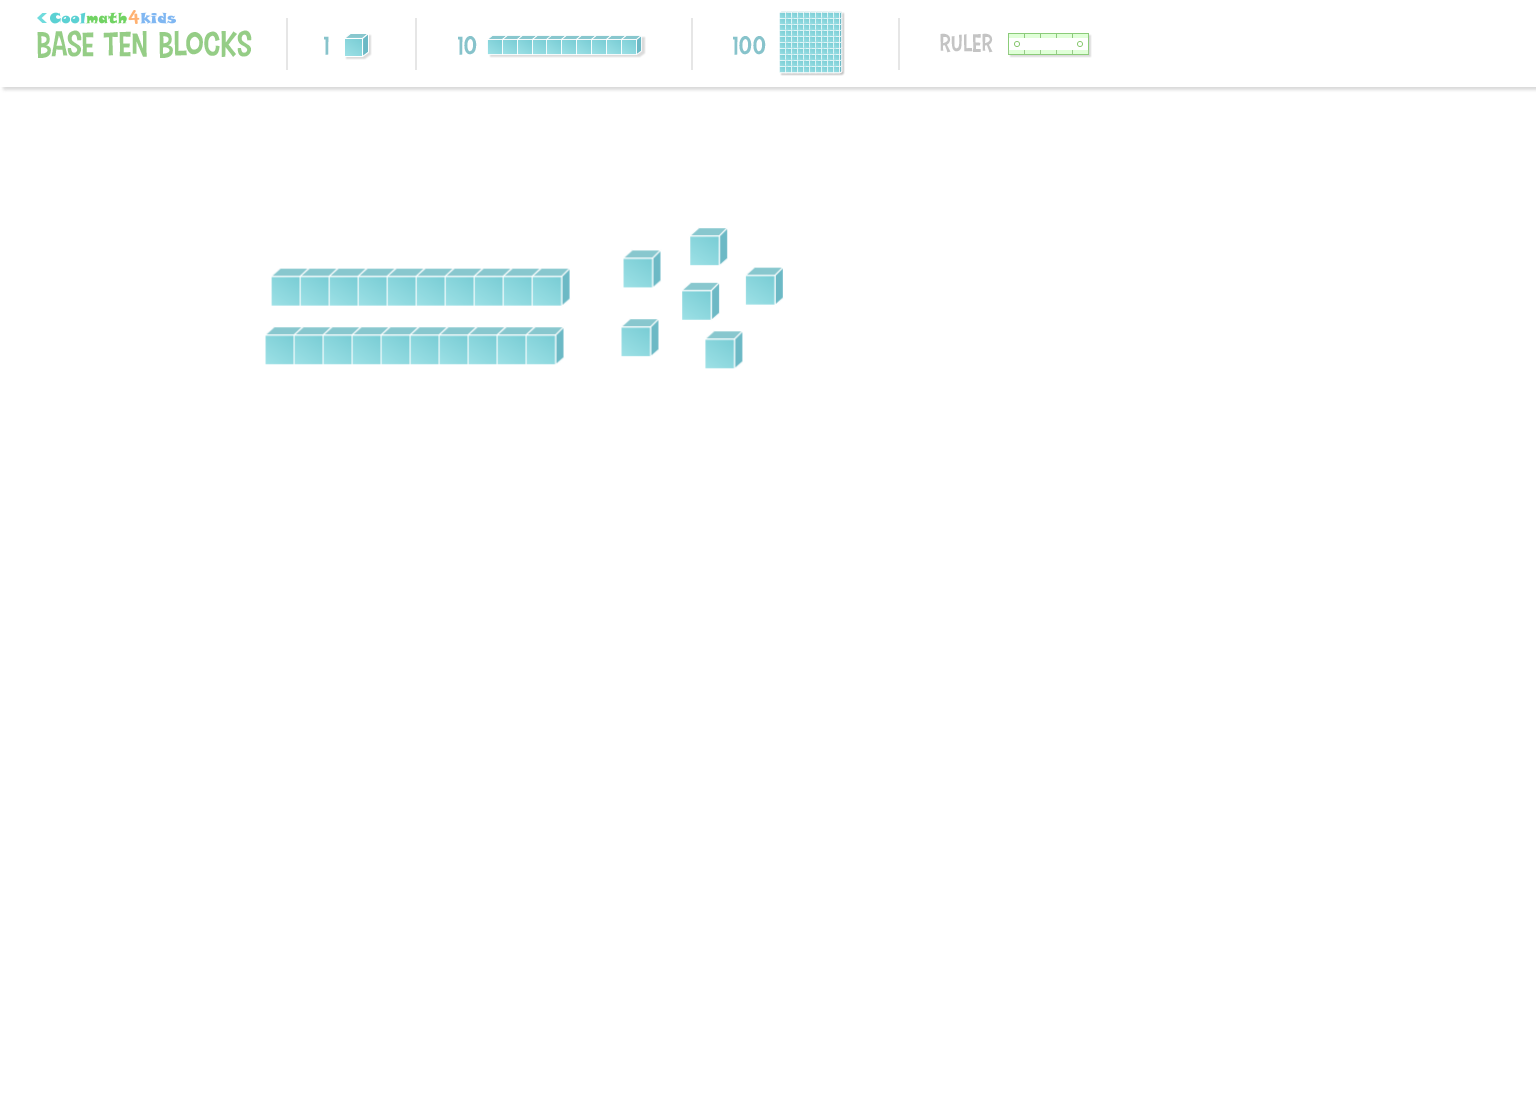 Coolmath4kids
BASE TEN BLOCKS
1
10
100
RULER